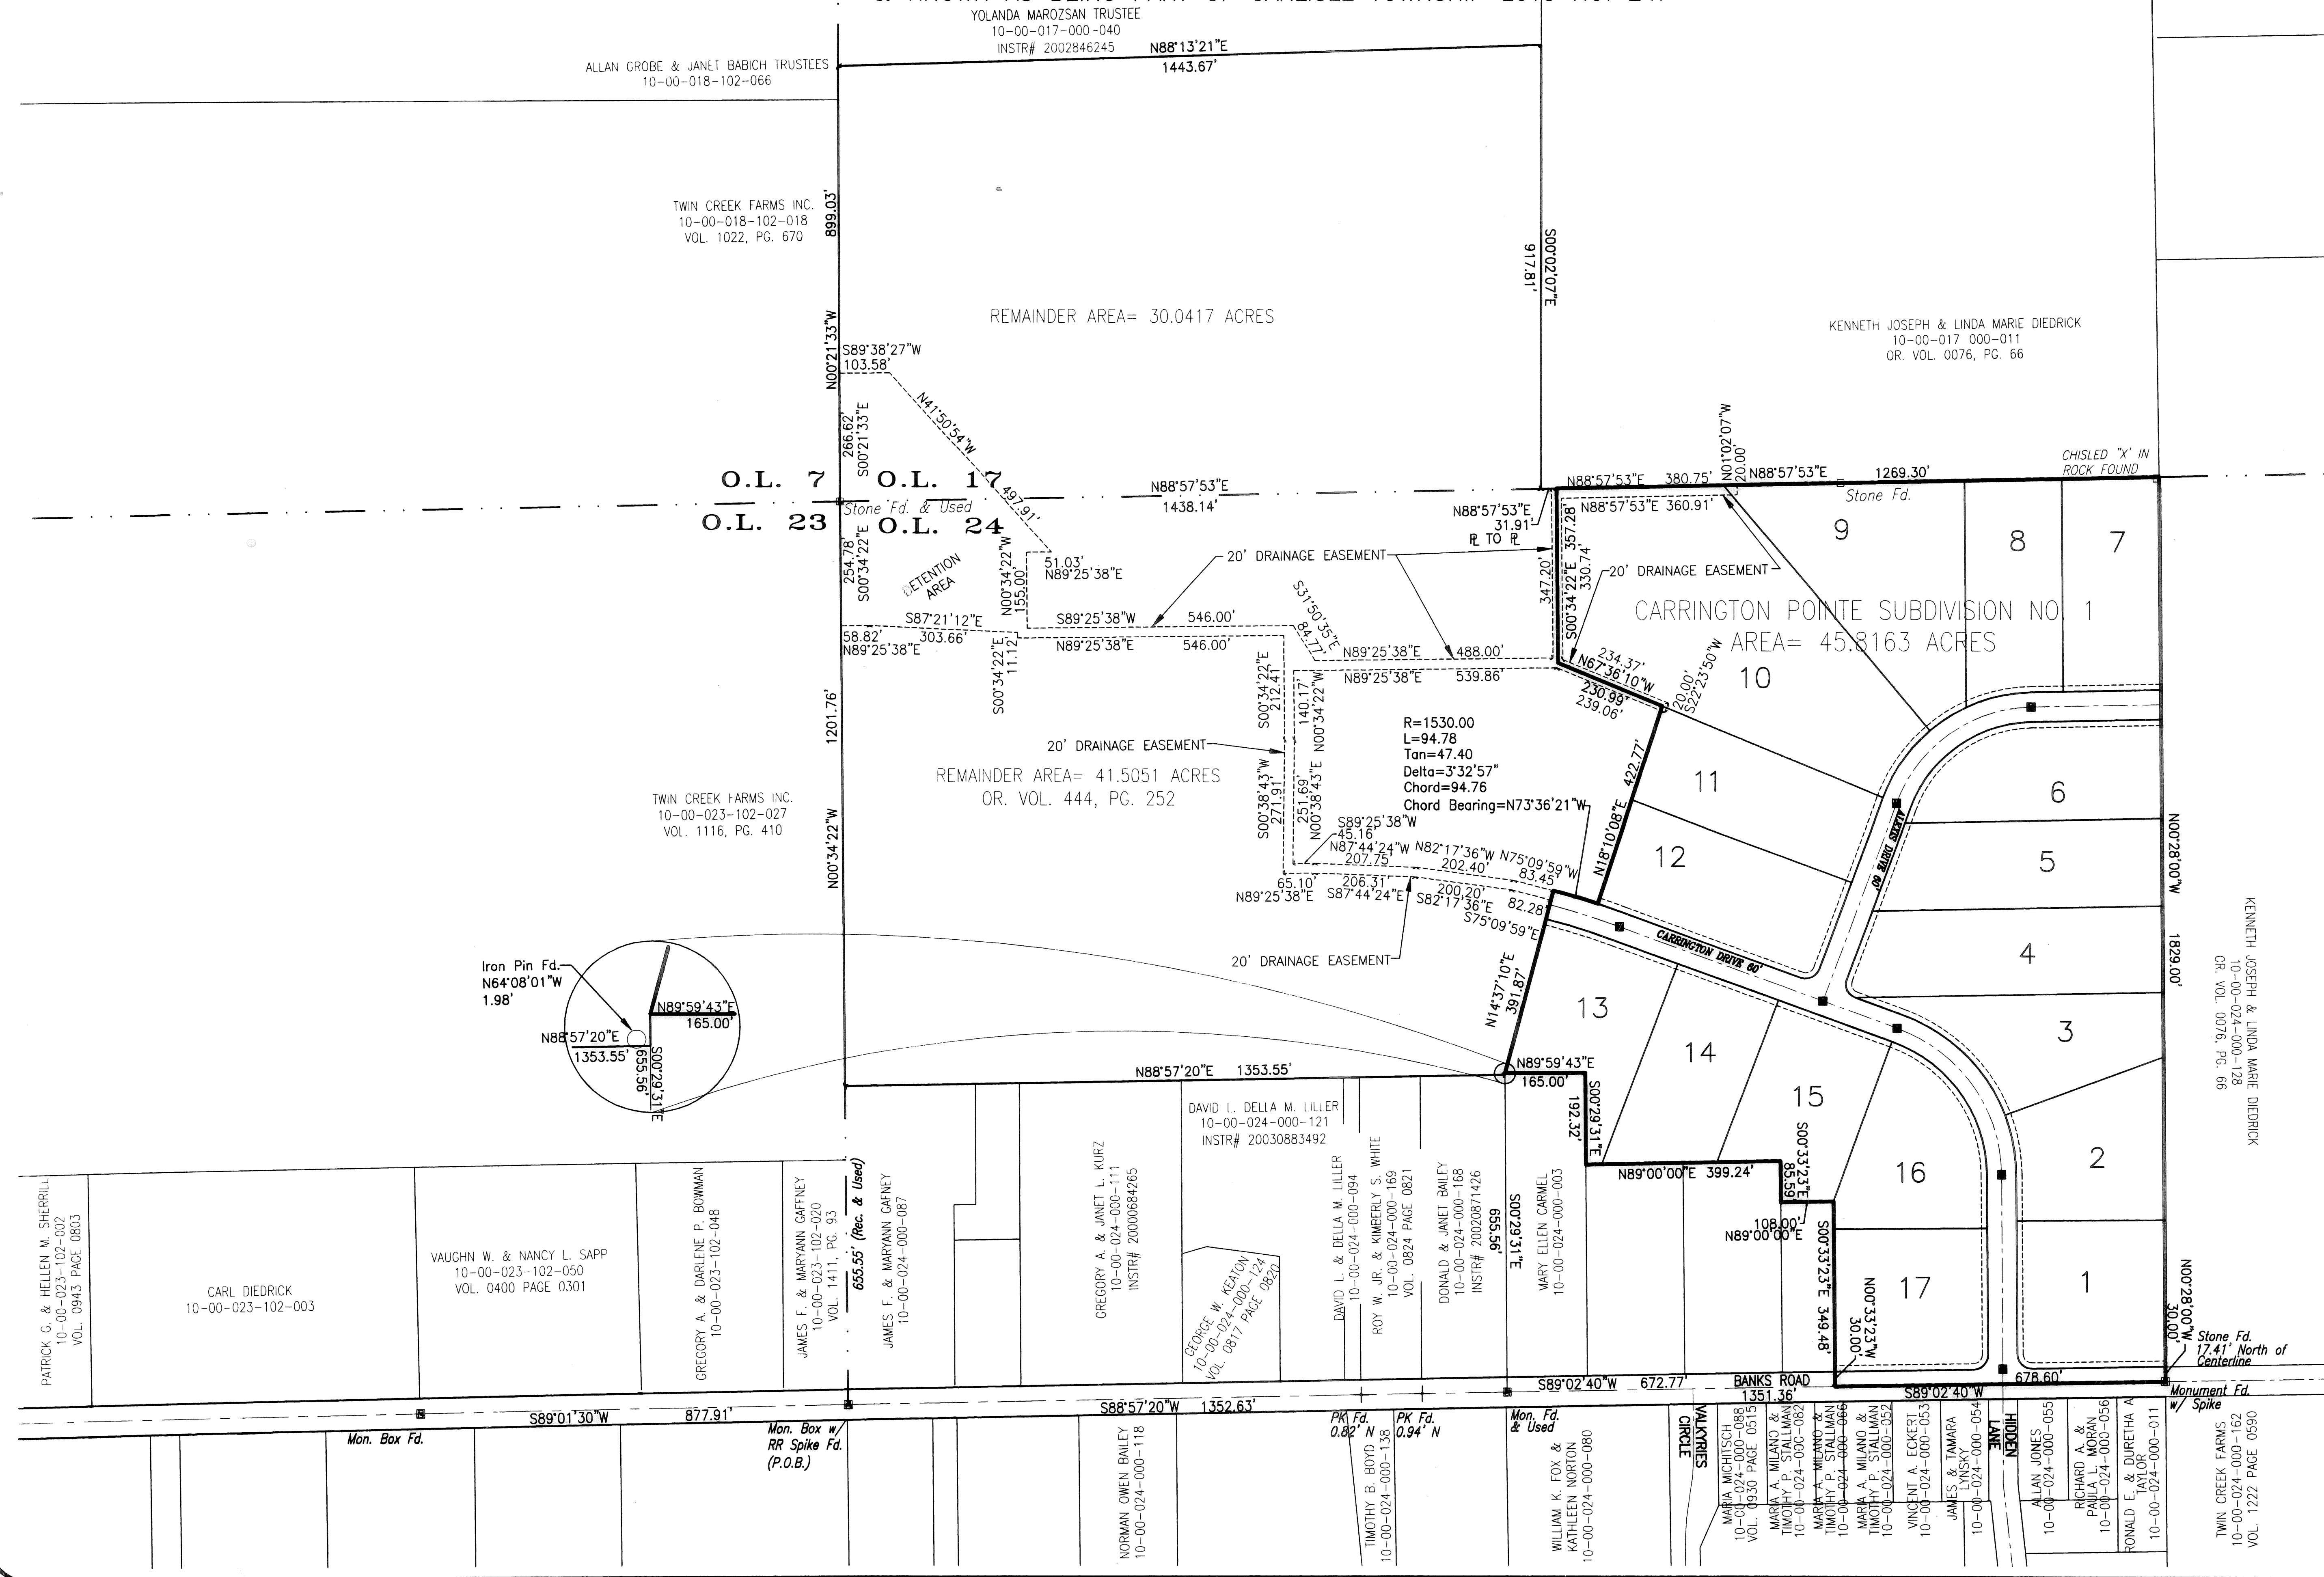 YOLANDA MAROZSAN TRUSTEE
10-00-017-000-040
INSTR# 2002846245
N88°13'21"E
1443.67'
ALLAN GROBE & JANET BABICH TRUSTEES
10-00-018-102-066
TWIN CREEK FARMS INC.
10-00-018-102-018
VOL. 1022, PG. 670
899.03'
N00°21'33"W
S00°02'07"E
917.81'
REMAINDER AREA= 30.0417 ACRES
KENNETH JOSEPH & LINDA MARIE DIEDRICK
10-00-017 000-011
OR. VOL. 0076, PG. 66
S89°38'27"W
103.58'
N41°50'54"W
497.91'
266.62'
S00°21'33"E
O.L. 7
O.L. 17
O.L. 23
O.L. 24
Stone Fd. & Used
N88°57'53"E
1438.14'
N88°57'53"E 380.75'
N01°02'07"W
20.00'
N88°57'53"E 1269.30'
CHISLED "X' IN
ROCK FOUND
Stone Fd.
N88°57'53"E 360.91'
N88°57'53"E
31.91'
PL TO PL
254.78'
S00°34'22"E
DETENTION
AREA
N00°34'22"W
155.00'
51.03'
N89°25'38"E
20' DRAINAGE EASEMENT
347.20'
S00°34'22"E 357.28'
330.74'
20' DRAINAGE EASEMENT
9
8
7
CARRINGTON POINTE SUBDIVISION NO. 1
AREA= 45.8163 ACRES
S87°21'12"E
303.66'
58.82'
N89°25'38"E
S00°34'22"E
11.12'
S89°25'38"W 546.00'
N89°25'38"E 546.00'
S31°50'35"E
84.77'
N89°25'38"E 488.00'
N89°25'38"E 539.86'
234.37'
N67°36'10"W
230.99'
239.06'
20.00'
S22°23'50"W
10
S00°34'22"E
212.41'
140.17'
N00°34'22"W
R=1530.00
L=94.78
Tan=47.40
Delta=3°32'57"
Chord=94.76
Chord Bearing=N73°36'21"W
1201.76'
N00°34'22"W
20' DRAINAGE EASEMENT
REMAINDER AREA= 41.5051 ACRES
OR. VOL. 444, PG. 252
S00°38'43"W
271.91'
251.69'
N00°38'43"E
N18°10'08"E 422.77'
11
12
6
5
4
3
ALEXIS DRIVE 60'
TWIN CREEK FARMS INC.
10-00-023-102-027
VOL. 1116, PG. 410
S89°25'38"W
45.16'
N87°44'24"W
207.75'
N82°17'36"W
202.40'
N75°09'59"W
83.45'
65.10'
N89°25'38"E
206.31'
S87°44'24"E
200.20'
S82°17'36"E
82.28'
S75°09'59"E
20' DRAINAGE EASEMENT
CARRINGTON DRIVE 60'
N00°28'00"W 1829.00'
KENNETH JOSEPH & LINDA MARIE DIEDRICK
10-00-024-000-128
CR. VOL. 0076, PG. 66
Iron Pin Fd.
N64°08'01"W
1.98'
N89°59'43"E
165.00'
N88°57'20"E
1353.55'
655.56'
S00°29'31"E
N14°37'10"E
391.87'
N88°57'20"E 1353.55'
N89°59'43"E
165.00'
S00°29'31"E
192.32'
13
14
15
16
17
2
1
N89°00'00"E 399.24'
S00°33'23"E
85.59'
108.00'
N89°00'00"E
S00°33'23"E 349.48'
N00°33'23"W
30.00'
N00°28'00"W
30.00'
Stone Fd.
17.41' North of
Centerline
Monument Fd.
w/ Spike
DAVID L. DELLA M. LILLER
10-00-024-000-121
INSTR# 20030883492
PATRICK G. & HELLEN M. SHERRILL
10-00-023-102-002
VOL. 0943 PAGE 0803
CARL DIEDRICK
10-00-023-102-003
VAUGHN W. & NANCY L. SAPP
10-00-023-102-050
VOL. 0400 PAGE 0301
GREGORY A. & DARLENE P. BOWMAN
10-00-023-102-048
JAMES F. & MARYANN GAFFNEY
10-00-023-102-020
VOL. 1411, PG. 93
655.55' (Rec. & Used)
JAMES F. & MARYANN GAFNEY
10-00-024-000-087
GREGORY A. & JANET L. KURZ
10-00-024-000-111
INSTR# 20000684265
GEORGE W. KEATON
10-00-024-000-124
VOL. 0817 PAGE 0820
DAVID L. & DELLA M. LILLER
10-00-024-000-094
ROY W. JR. & KIMBERLY S. WHITE
10-00-024-000-169
VOL. 0824 PAGE 0821
DONALD & JANET BAILEY
10-00-024-000-168
INSTR# 20020871426
S00°29'31"E
655.56'
MARY ELLEN CARMEL
10-00-024-000-003
S89°01'30"W 877.91'
Mon. Box Fd.
Mon. Box w/
RR Spike Fd.
(P.O.B.)
S88°57'20"W 1352.63'
PK Fd.
0.82' N
PK Fd.
0.94' N
Mon. Fd.
& Used
S89°02'40"W 672.77'
BANKS ROAD
1351.36'
S89°02'40"W
678.60'
NORMAN OWEN BAILEY
10-00-024-000-118
TIMOTHY B. BOYD
10-00-024-000-138
WILLIAM K. FOX &
KATHLEEN NORTON
10-00-024-000-080
VALKYRIES
CIRCLE
MARIA MICHITSCH
10-00-024-000-088
VOL. 0930 PAGE 0515
MARIA A. MILANO &
TIMOTHY P. STALLMAN
10-00-024-000-082
MARIA A. MILANO &
TIMOTHY P. STALLMAN
10-00-024-000-066
MARIA A. MILANO &
TIMOTHY P. STALLMAN
10-00-024-000-052
VINCENT A. ECKERT
10-00-024-000-053
JAMES & TAMARA
LYNSKY
10-00-024-000-054
HIDDEN
LANE
ALLAN JONES
10-00-024-000-055
RICHARD A. &
PAULA L. MORAN
10-00-024-000-056
RONALD E. & DURETHA A
TAYLOR
10-00-024-000-011
TWIN CREEK FARMS
10-00-024-000-162
VOL. 1222 PAGE 0590